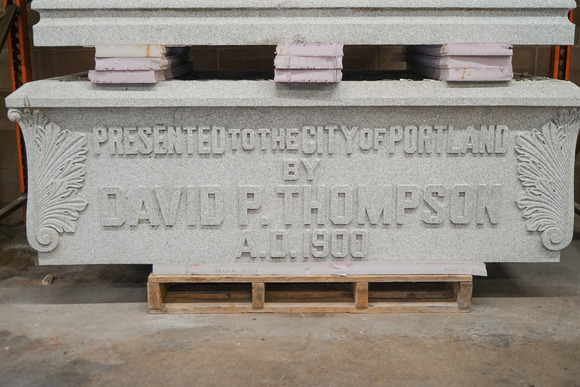 PRESENTED TO THE CITY OF PORTLAND
BY
DAVID P. THOMPSON
A.D. 1900